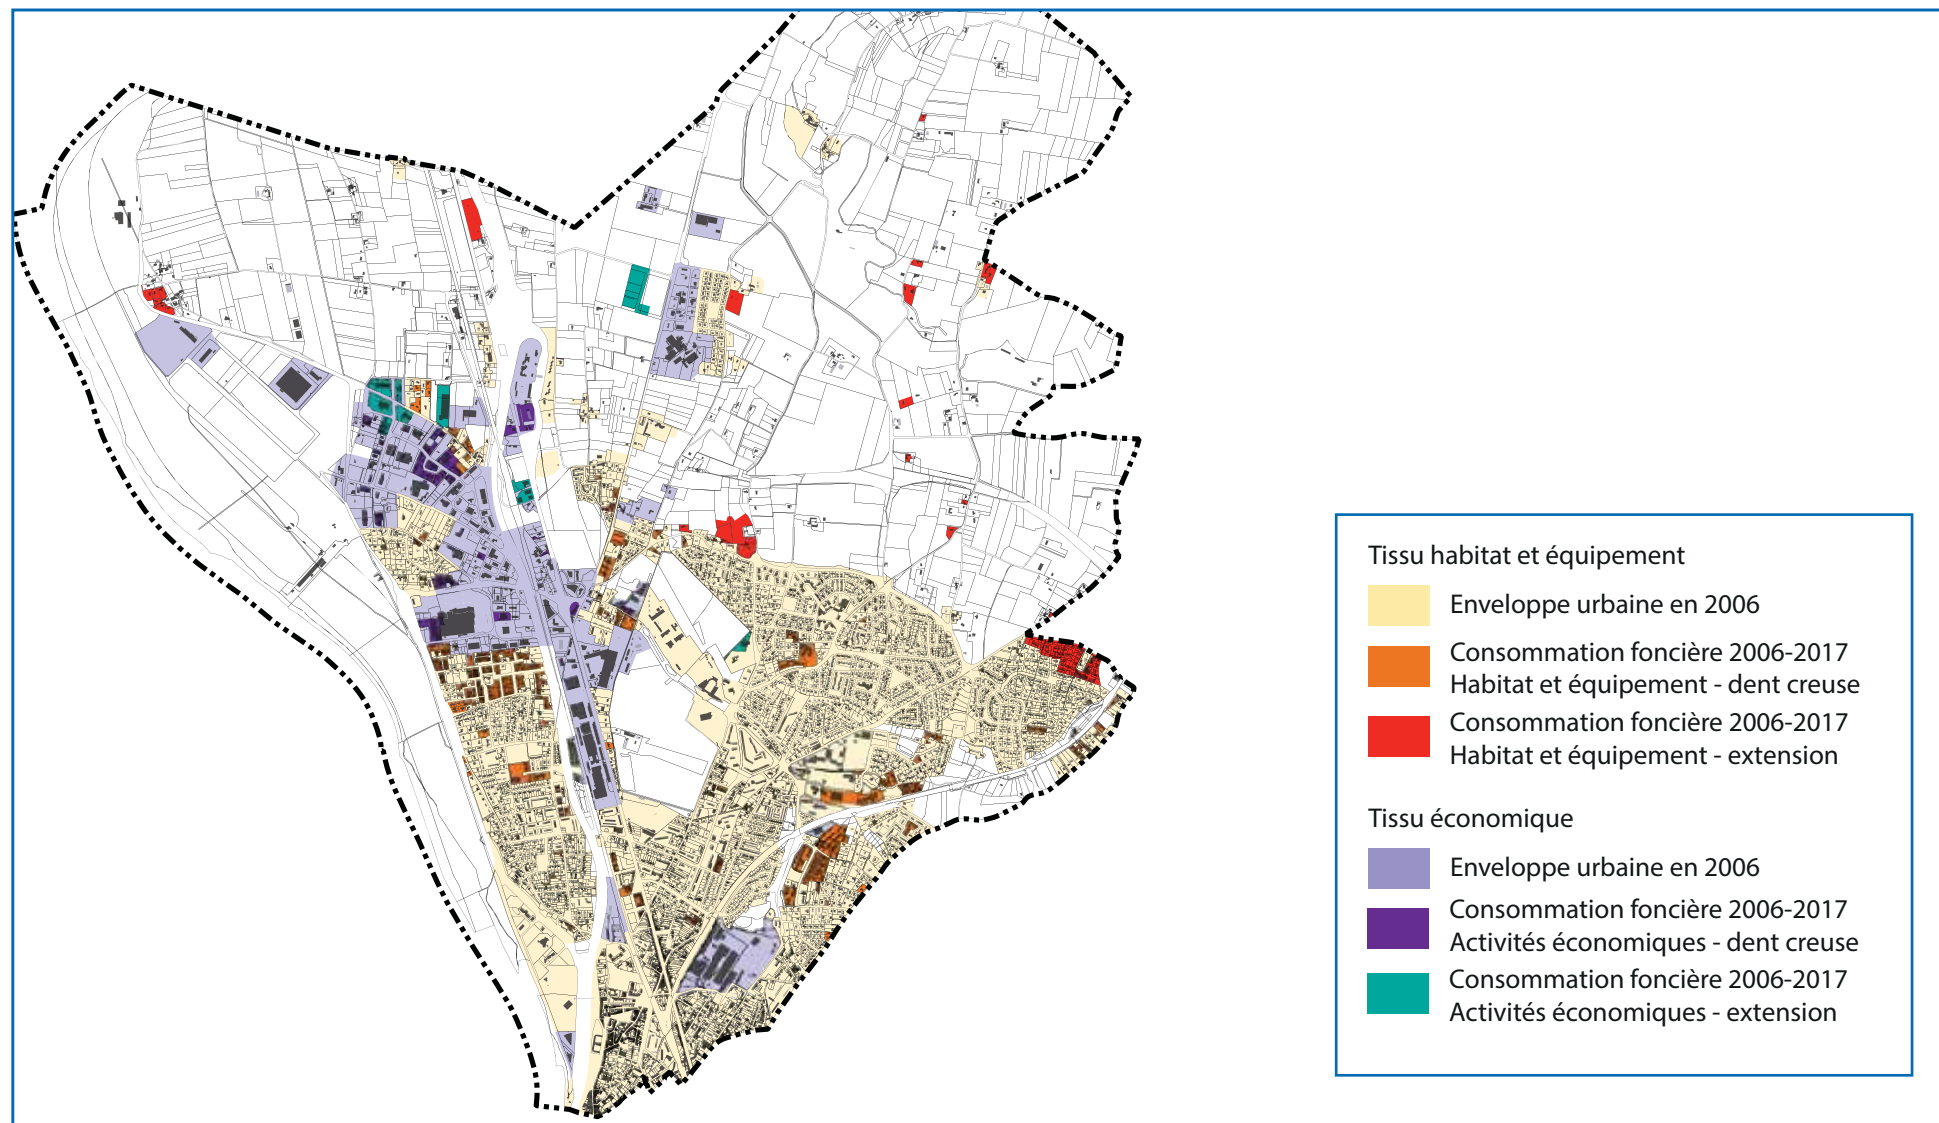 Tissu habitat et équipement
Enveloppe urbaine en 2006
Consommation foncière 2006-2017
Habitat et équipement - dent creuse
Consommation foncière 2006-2017
Habitat et équipement - extension
Tissu économique
Enveloppe urbaine en 2006
Consommation foncière 2006-2017
Activités économiques - dent creuse
Consommation foncière 2006-2017
Activités économiques - extension